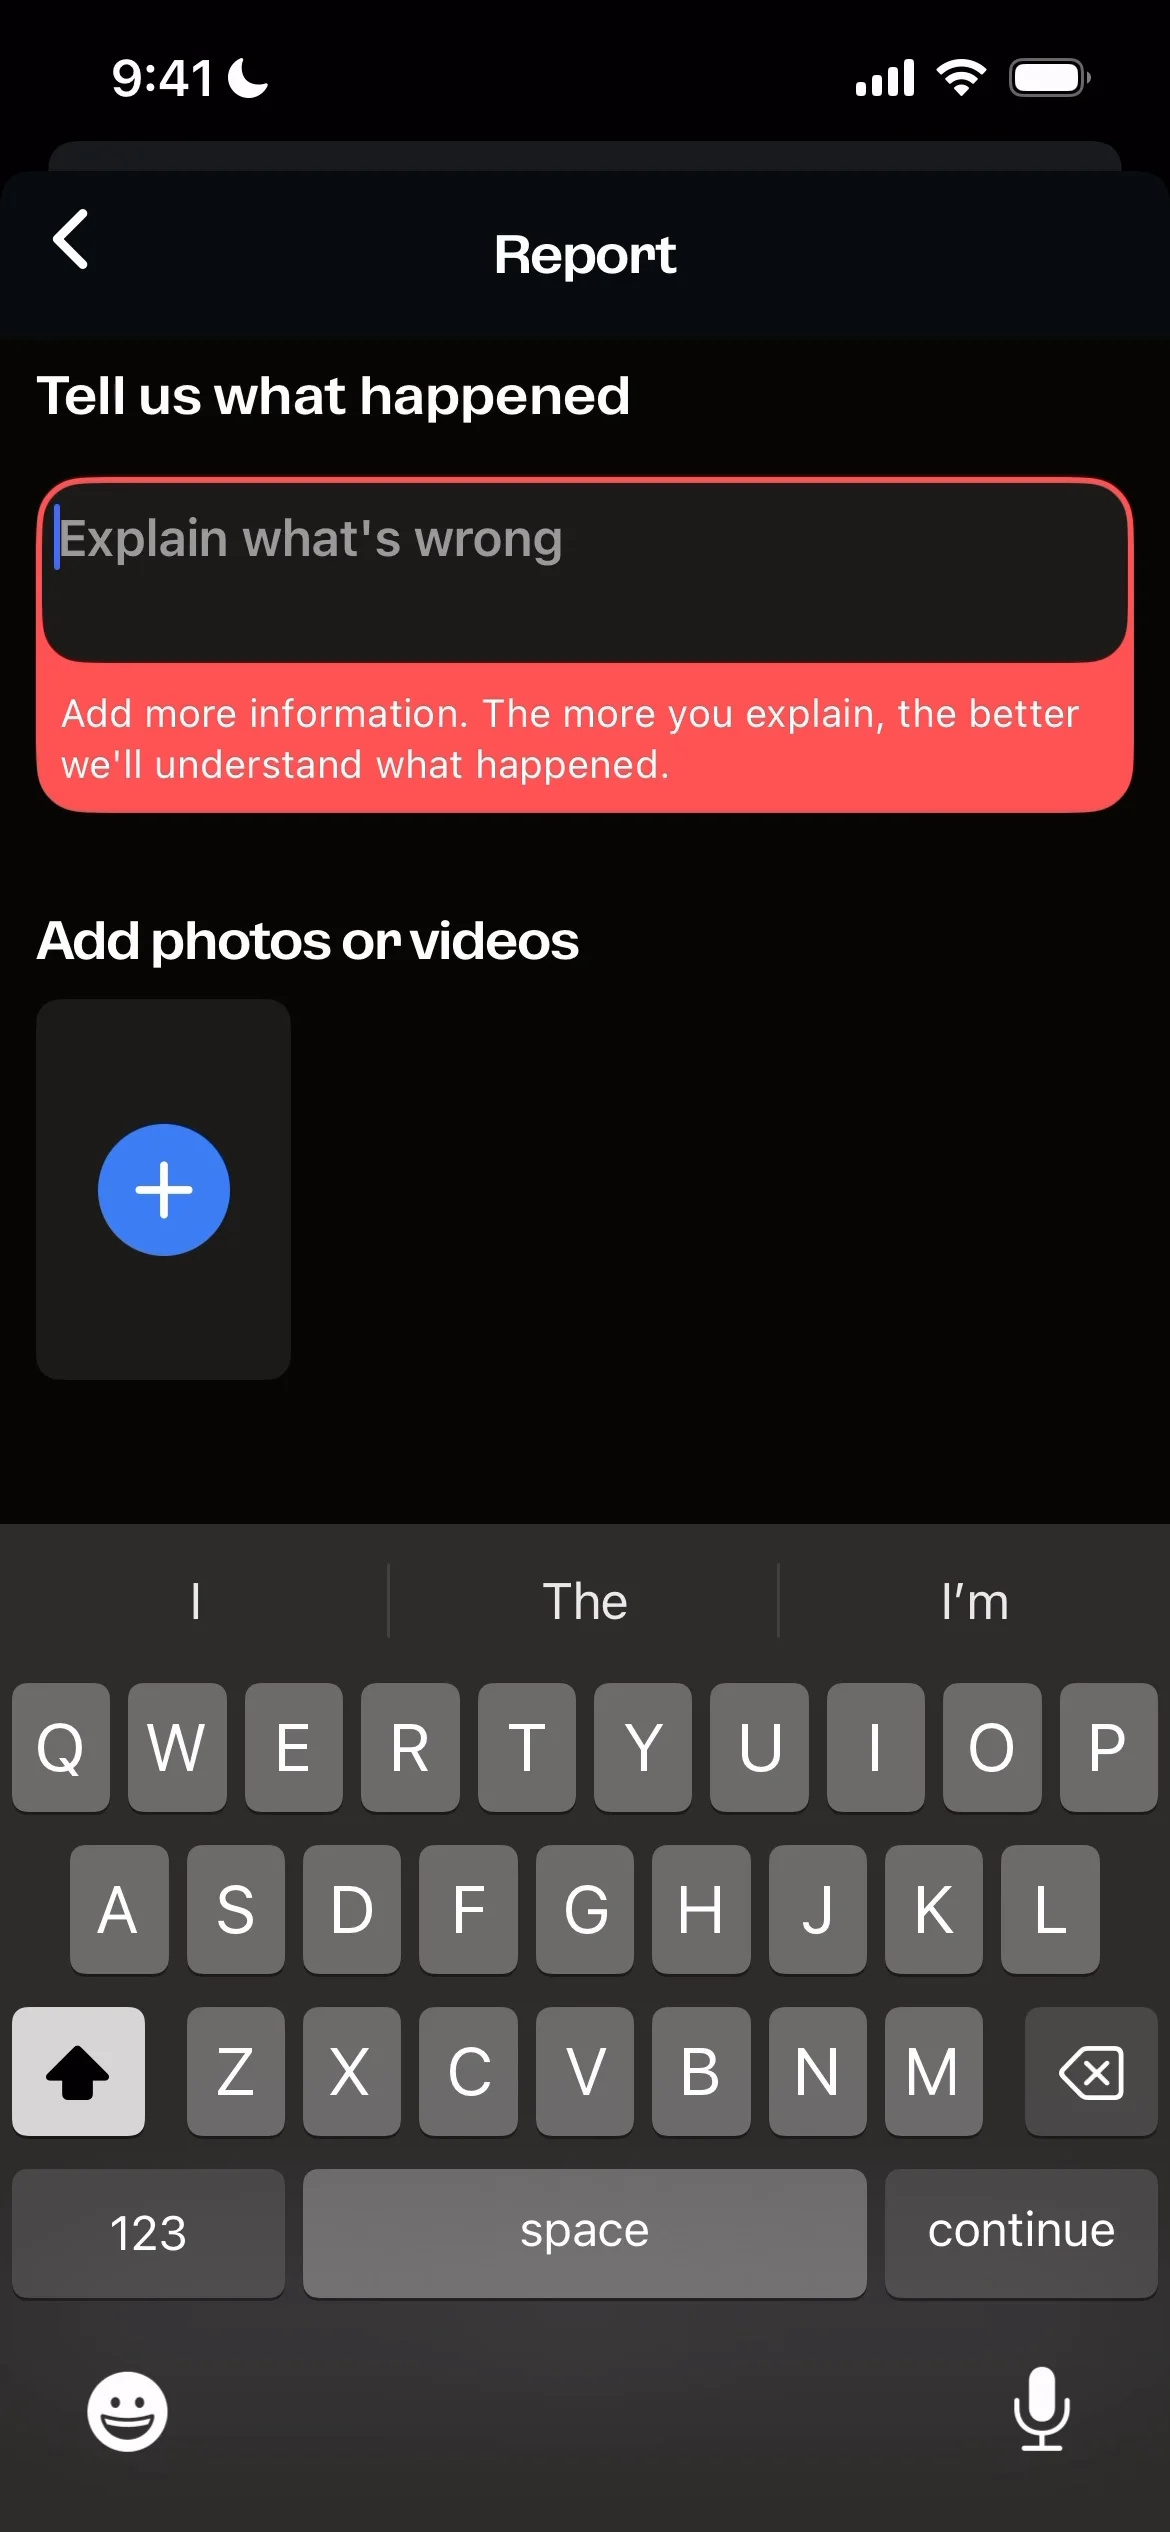 9:41
Report
Tell us what happened
Explain what's wrong
Add more information. The more you explain, the better
we'll understand what happened.
Add photos or videos
I The I’m
Q W E R T Y U I O P
A S D F G H J K L
Z X C V B N M
123 space continue